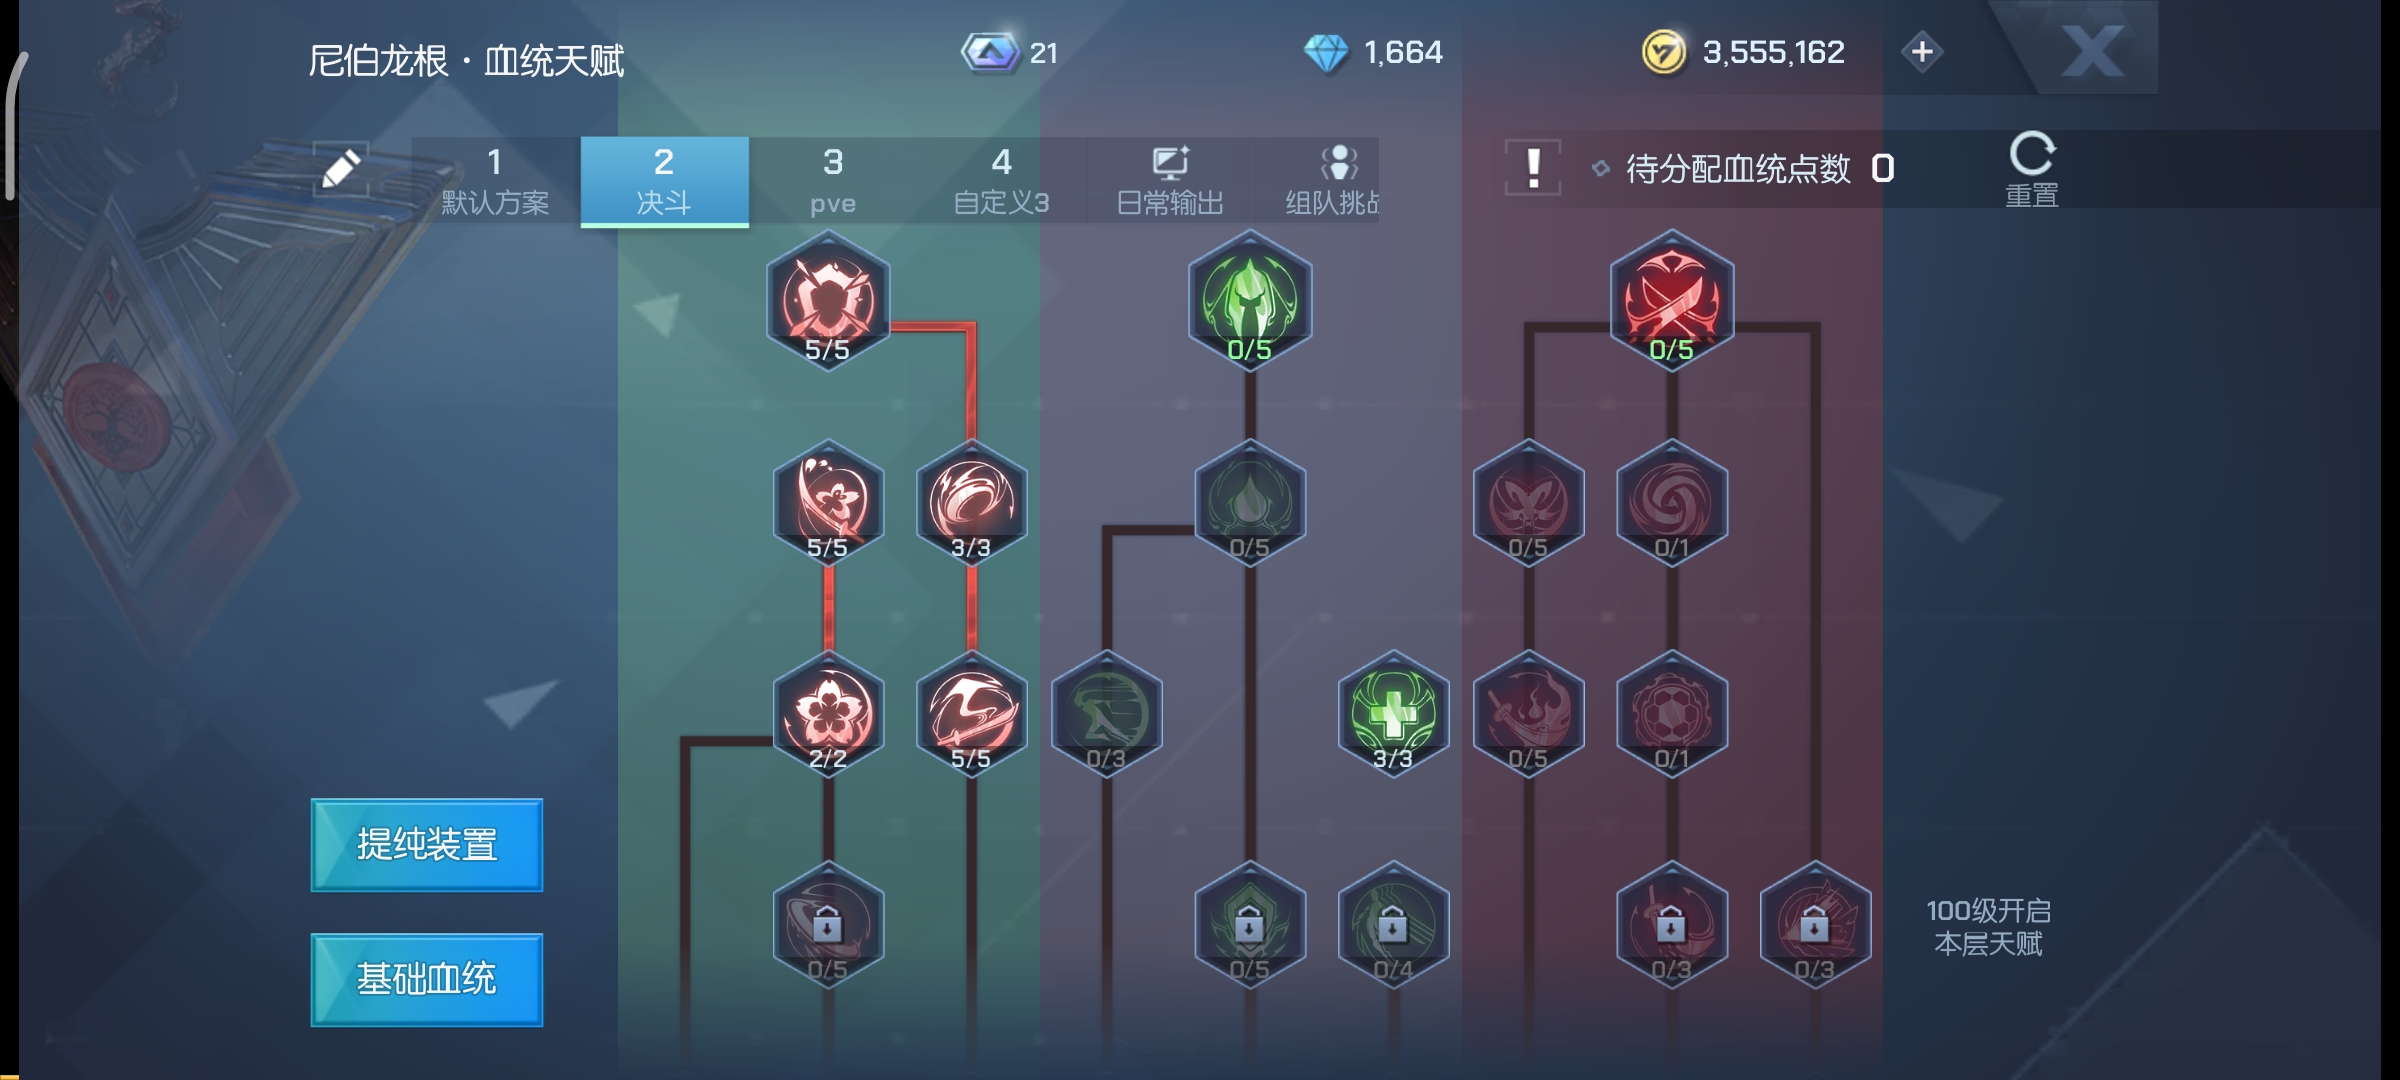 尼伯龙根·血统天赋
21
1,664
3,555,162
1
默认方案
2
决斗
3
pve
4
自定义3
日常输出
组队挑战
待分配血统点数 0
重置
5/5
0/5
0/5
5/5
3/3
0/5
0/5
0/1
2/2
5/5
0/3
3/3
0/5
0/1
0/5
0/5
0/4
0/3
0/3
100级开启
本层天赋
提纯装置
基础血统